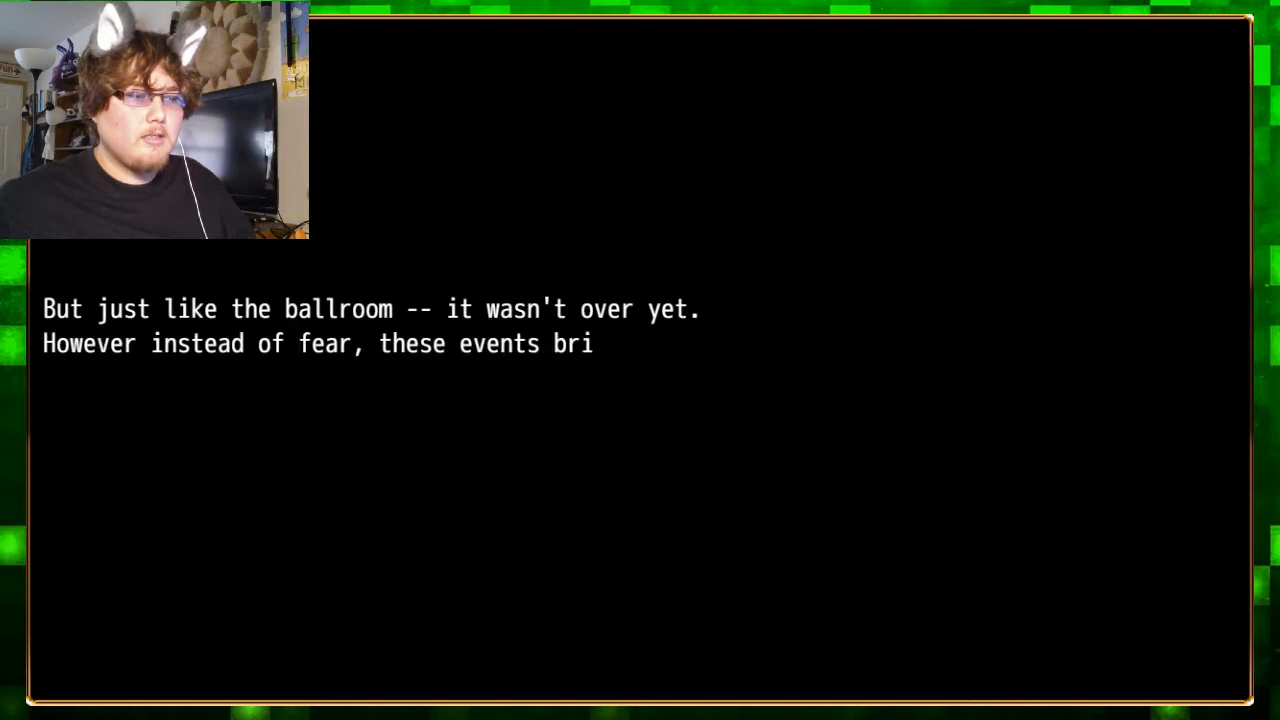 But just like the ballroom -- it wasn't over yet.
However instead of fear, these events bri